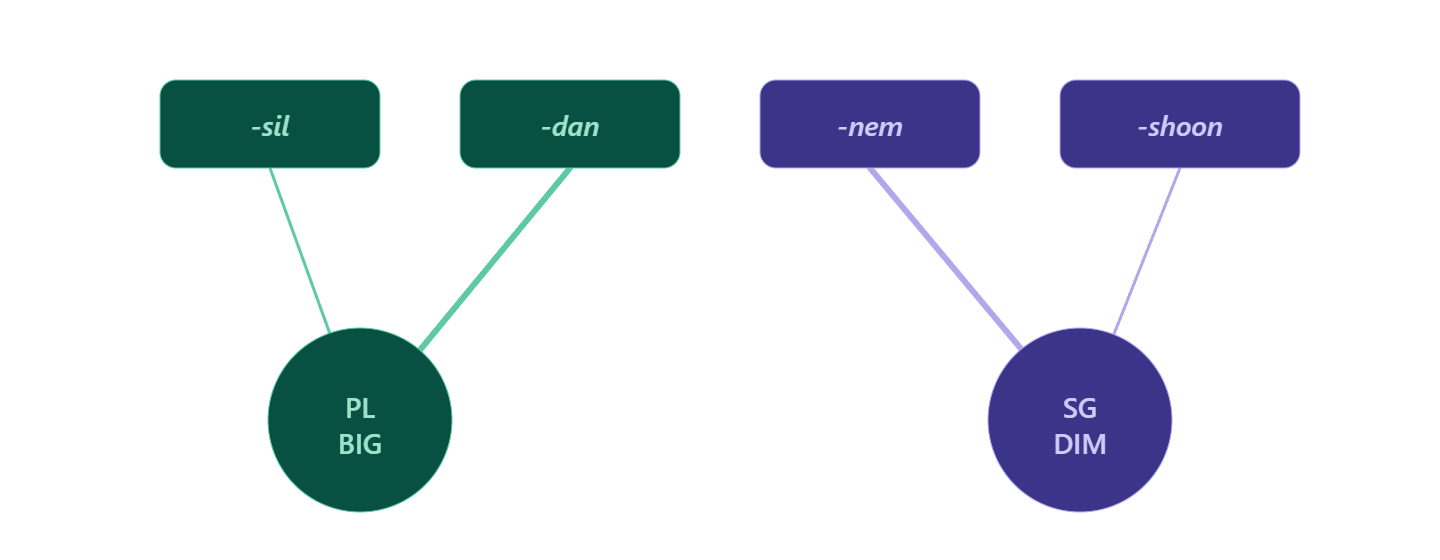 -sil
-dan
-nem
-shoon
PL
BIG
SG
DIM